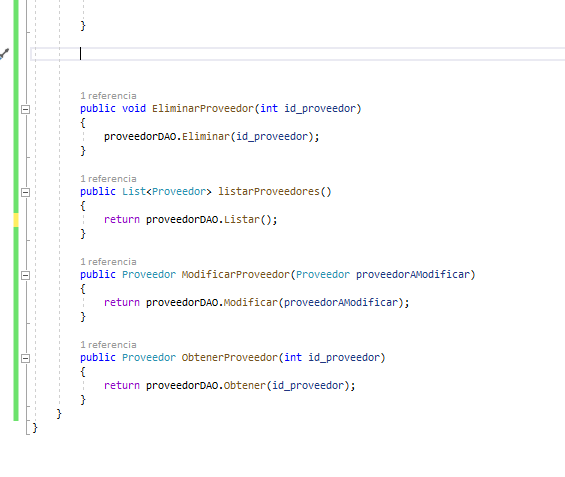 }
1 referencia
public void EliminarProveedor(int id_proveedor)
{
proveedorDAO.Eliminar(id_proveedor);
}
1 referencia
public List<Proveedor> listarProveedores()
{
return proveedorDAO.Listar();
}
1 referencia
public Proveedor ModificarProveedor(Proveedor proveedorAModificar)
{
return proveedorDAO.Modificar(proveedorAModificar);
}
1 referencia
public Proveedor ObtenerProveedor(int id_proveedor)
{
return proveedorDAO.Obtener(id_proveedor);
}
}
}